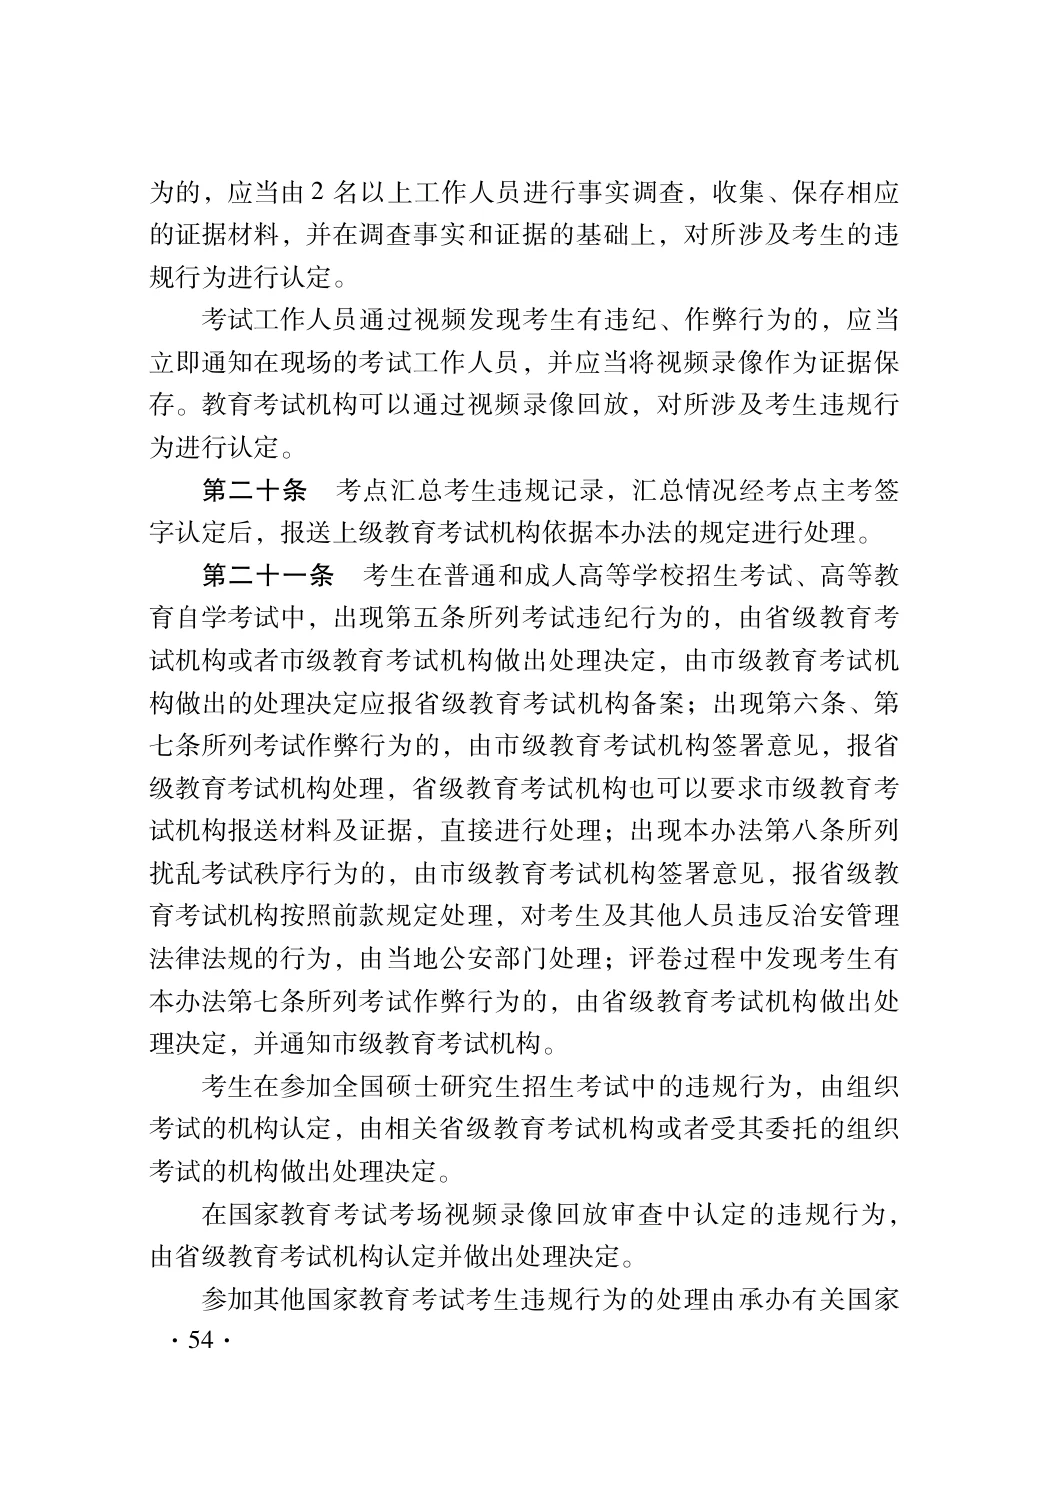 为的，应当由 2 名以上工作人员进行事实调查，收集、保存相应
的证据材料，并在调查事实和证据的基础上，对所涉及考生的违
规行为进行认定。
考试工作人员通过视频发现考生有违纪、作弊行为的，应当
立即通知在现场的考试工作人员，并应当将视频录像作为证据保
存。教育考试机构可以通过视频录像回放，对所涉及考生违规行
为进行认定。
第二十条　考点汇总考生违规记录，汇总情况经考点主考签
字认定后，报送上级教育考试机构依据本办法的规定进行处理。
第二十一条　考生在普通和成人高等学校招生考试、高等教
育自学考试中，出现第五条所列考试违纪行为的，由省级教育考
试机构或者市级教育考试机构做出处理决定，由市级教育考试机
构做出的处理决定应报省级教育考试机构备案；出现第六条、第
七条所列考试作弊行为的，由市级教育考试机构签署意见，报省
级教育考试机构处理，省级教育考试机构也可以要求市级教育考
试机构报送材料及证据，直接进行处理；出现本办法第八条所列
扰乱考试秩序行为的，由市级教育考试机构签署意见，报省级教
育考试机构按照前款规定处理，对考生及其他人员违反治安管理
法律法规的行为，由当地公安部门处理；评卷过程中发现考生有
本办法第七条所列考试作弊行为的，由省级教育考试机构做出处
理决定，并通知市级教育考试机构。
考生在参加全国硕士研究生招生考试中的违规行为，由组织
考试的机构认定，由相关省级教育考试机构或者受其委托的组织
考试的机构做出处理决定。
在国家教育考试考场视频录像回放审查中认定的违规行为，
由省级教育考试机构认定并做出处理决定。
参加其他国家教育考试考生违规行为的处理由承办有关国家
· 54 ·